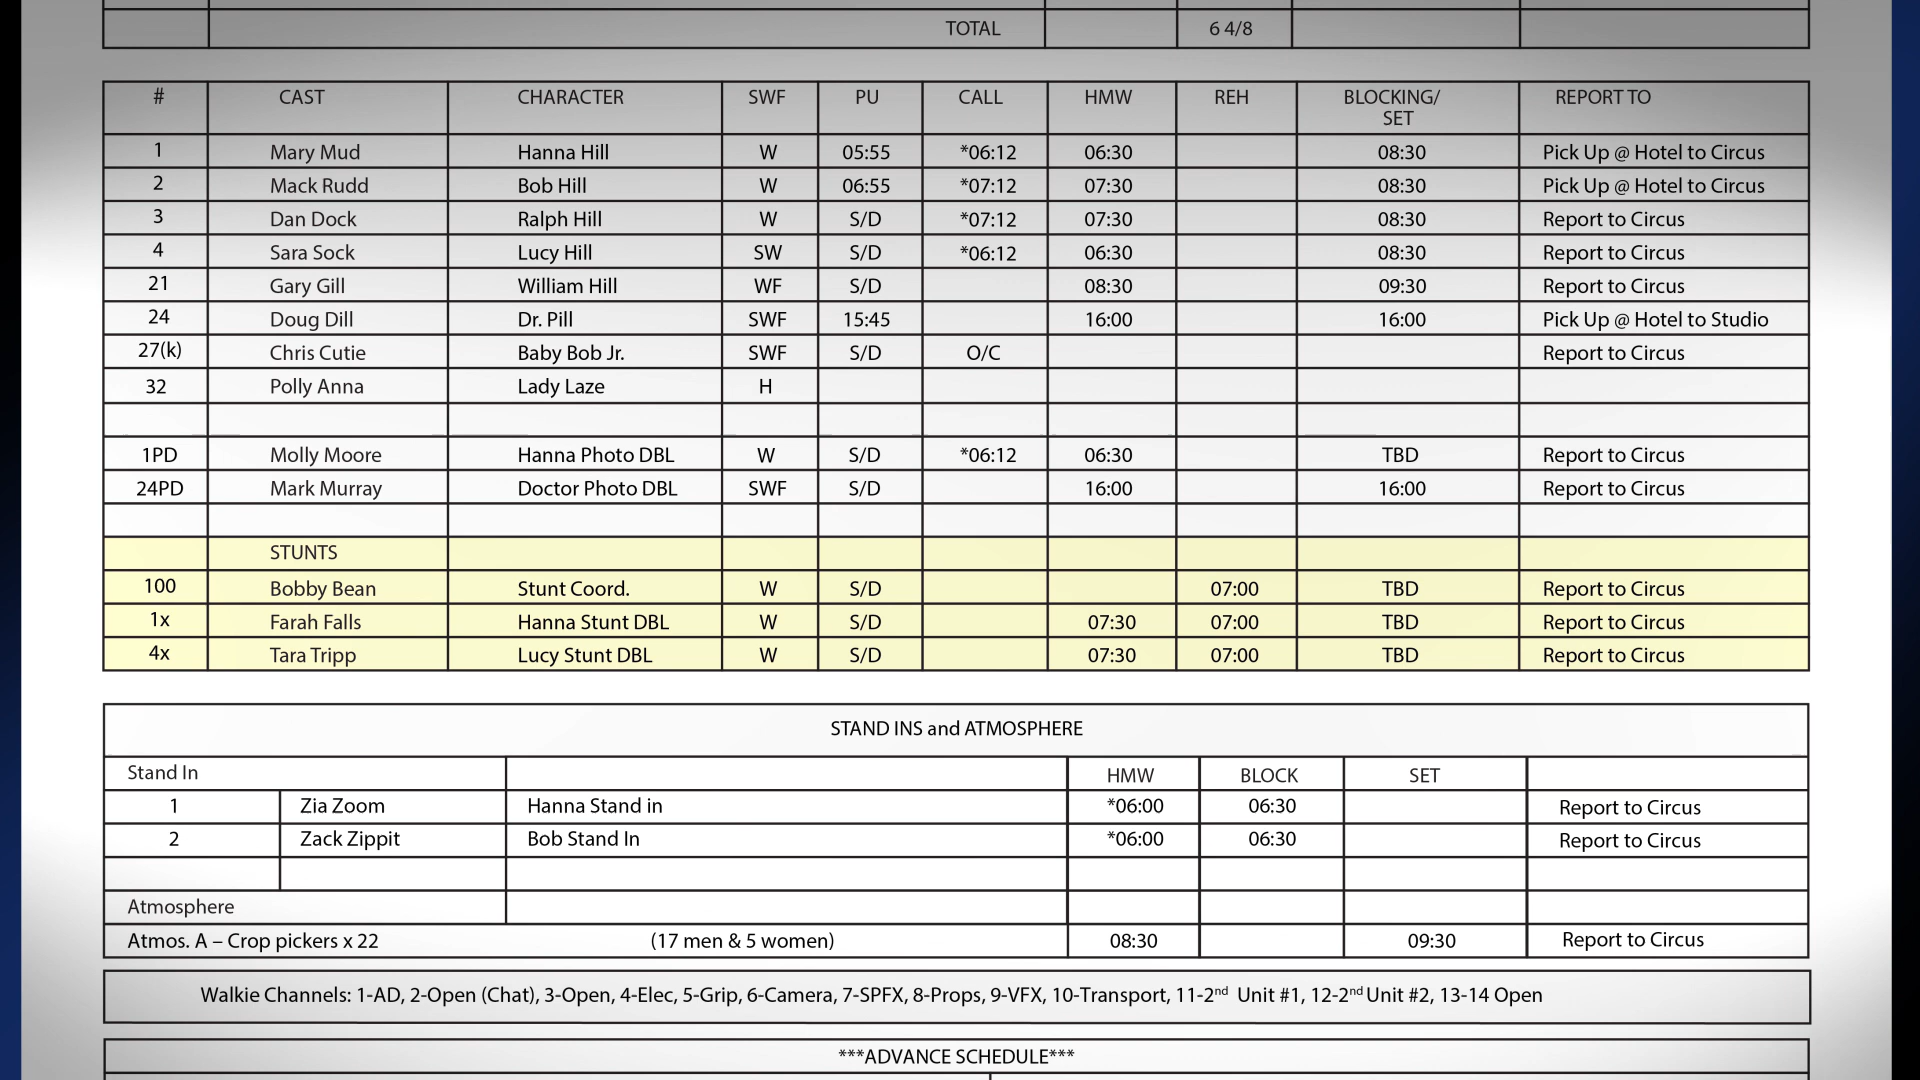 TOTAL 6 4/8
# CAST CHARACTER SWF PU CALL HMW REH BLOCKING/ REPORT TO
SET
1 Mary Mud Hanna Hill W 05:55 *06:12 06:30 08:30 Pick Up @ Hotel to Circus
2 Mack Rudd Bob Hill W 06:55 *07:12 07:30 08:30 Pick Up @ Hotel to Circus
3 Dan Dock Ralph Hill W S/D *07:12 07:30 08:30 Report to Circus
4 Sara Sock Lucy Hill SW S/D *06:12 06:30 08:30 Report to Circus
21 Gary Gill William Hill WF S/D 08:30 09:30 Report to Circus
24 Doug Dill Dr. Pill SWF 15:45 16:00 16:00 Pick Up @ Hotel to Studio
27(k) Chris Cutie Baby Bob Jr. SWF S/D O/C Report to Circus
32 Polly Anna Lady Laze H
1PD Molly Moore Hanna Photo DBL W S/D *06:12 06:30 TBD Report to Circus
24PD Mark Murray Doctor Photo DBL SWF S/D 16:00 16:00 Report to Circus
STUNTS
100 Bobby Bean Stunt Coord. W S/D 07:00 TBD Report to Circus
1x Farah Falls Hanna Stunt DBL W S/D 07:30 07:00 TBD Report to Circus
4x Tara Tripp Lucy Stunt DBL W S/D 07:30 07:00 TBD Report to Circus
STAND INS and ATMOSPHERE
Stand In HMW BLOCK SET
1 Zia Zoom Hanna Stand in *06:00 06:30 Report to Circus
2 Zack Zippit Bob Stand In *06:00 06:30 Report to Circus
Atmosphere
Atmos. A – Crop pickers x 22 (17 men & 5 women) 08:30 09:30 Report to Circus
Walkie Channels: 1-AD, 2-Open (Chat), 3-Open, 4-Elec, 5-Grip, 6-Camera, 7-SPFX, 8-Props, 9-VFX, 10-Transport, 11-2nd Unit #1, 12-2nd Unit #2, 13-14 Open
***ADVANCE SCHEDULE***